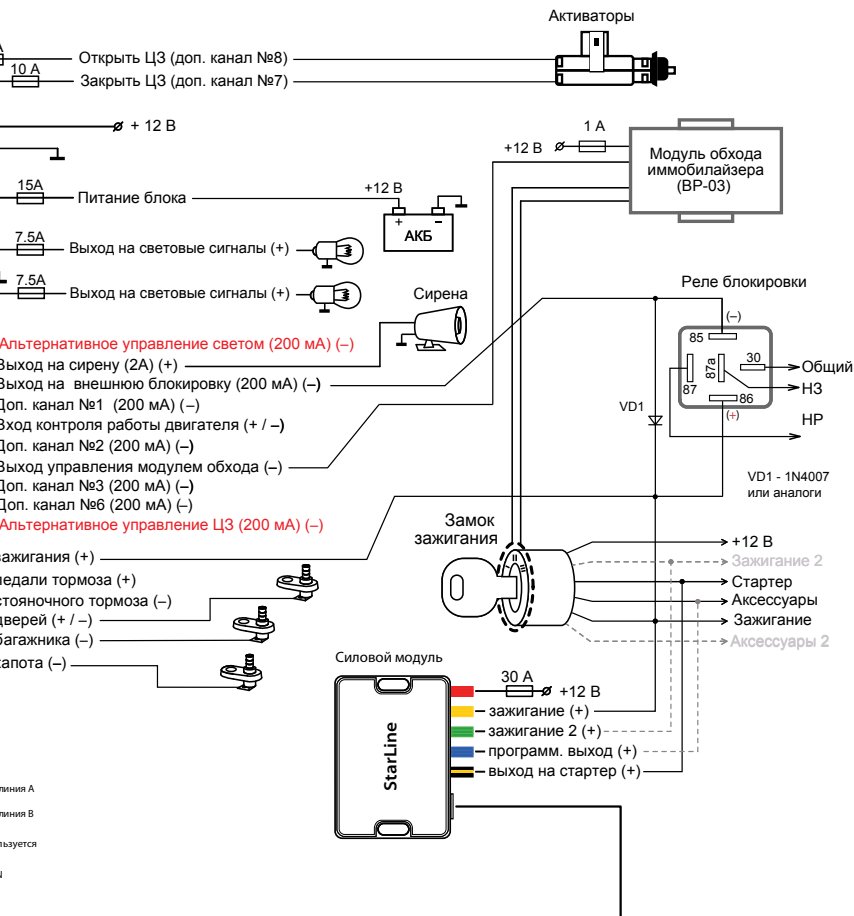 Активаторы
Открыть ЦЗ (доп. канал №8)
10 А
Закрыть ЦЗ (доп. канал №7)
+ 12 В
1 А
+12 В
Модуль обхода
иммобилайзера
(BP-03)
15А
Питание блока
+12 В
+ –
АКБ
7.5А
Выход на световые сигналы (+)
7.5А
Выход на световые сигналы (+)
Сирена
Реле блокировки
(–)
85
30
87а
87
86
(+)
Общий
НЗ
НР
VD1
VD1 - 1N4007
или аналоги
Альтернативное управление светом (200 мА) (–)
Выход на сирену (2А) (+)
Выход на внешнюю блокировку (200 мА) (–)
Доп. канал №1 (200 мА) (–)
Вход контроля работы двигателя (+ / –)
Доп. канал №2 (200 мА) (–)
Выход управления модулем обхода (–)
Доп. канал №3 (200 мА) (–)
Доп. канал №6 (200 мА) (–)
Альтернативное управление ЦЗ (200 мА) (–)
зажигания (+)
педали тормоза (+)
стояночного тормоза (–)
дверей (+ / –)
багажника (–)
капота (–)
Замок
зажигания
I II III
+12 В
Зажигание 2
Стартер
Аксессуары
Зажигание
Аксессуары 2
Силовой модуль
StarLine
30 А
+12 В
зажигание (+)
зажигание 2 (+)
программ. выход (+)
выход на стартер (+)
линия А
линия В
льзуется